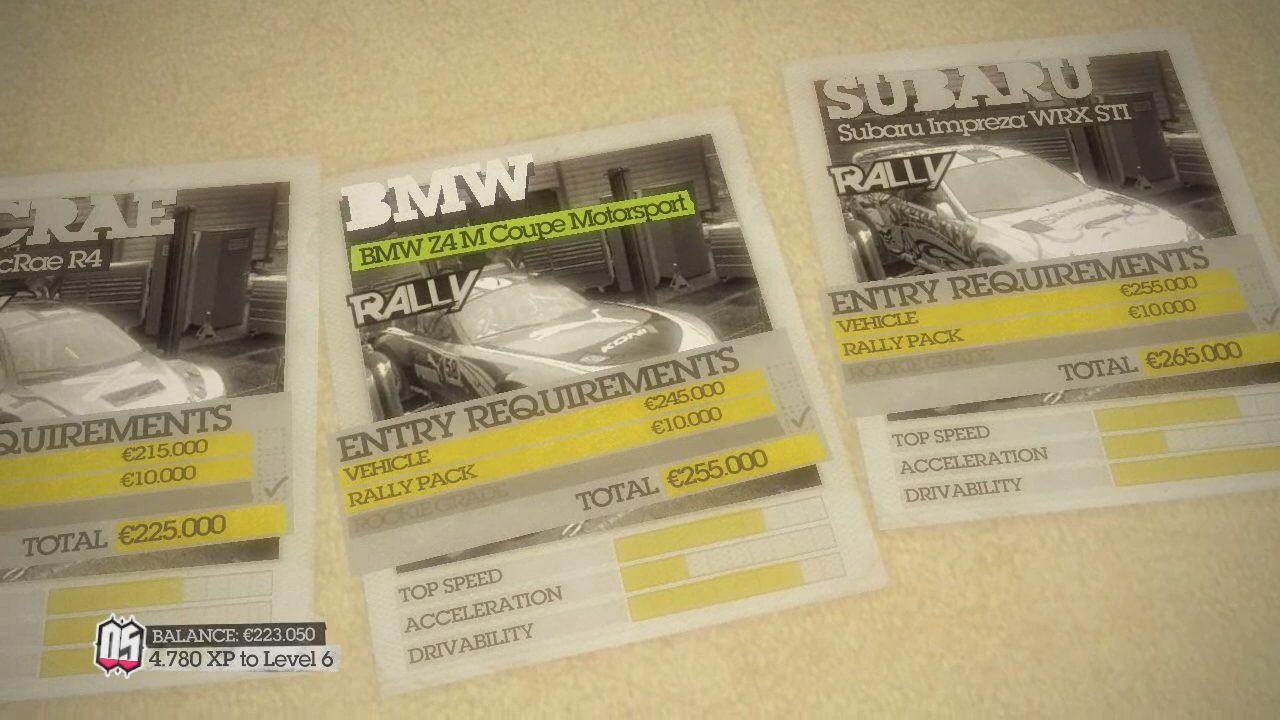 CRAE
cRae R4
QUIREMENTS
€215.000
€10.000
TOTAL €225.000
BMW
BMW Z4 M Coupe Motorsport
RALLY
KONI
58
ENTRY REQUIREMENTS
VEHICLE €245.000
RALLY PACK €10.000
ROOKIE GRADE
TOTAL €255.000
TOP SPEED
ACCELERATION
DRIVABILITY
SUBARU
Subaru Impreza WRX STI
RALLY
ENTRY REQUIREMENTS
VEHICLE €255.000
RALLY PACK €10.000
ROOKIE GRADE
TOTAL €265.000
TOP SPEED
ACCELERATION
DRIVABILITY
BALANCE: €223.050
4.780 XP to Level 6